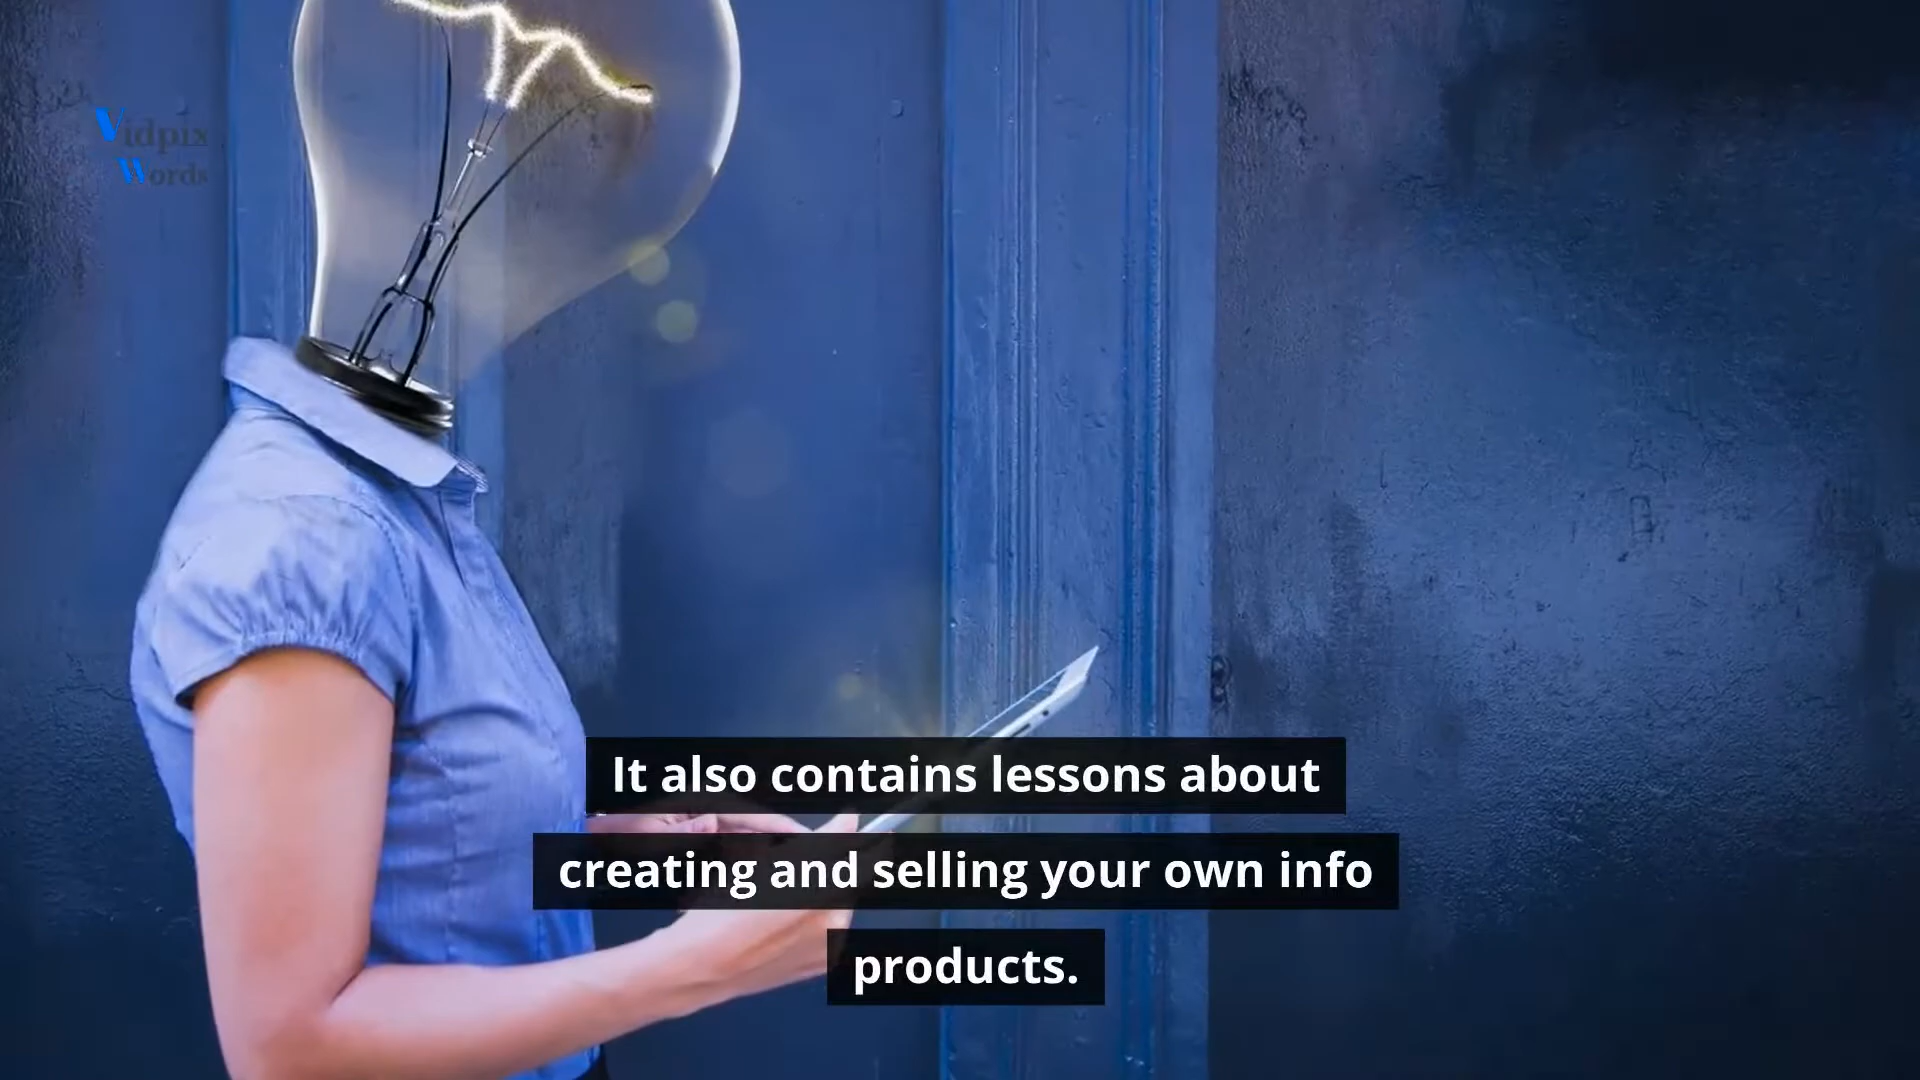 Vidpix
Words
It also contains lessons about
creating and selling your own info
products.